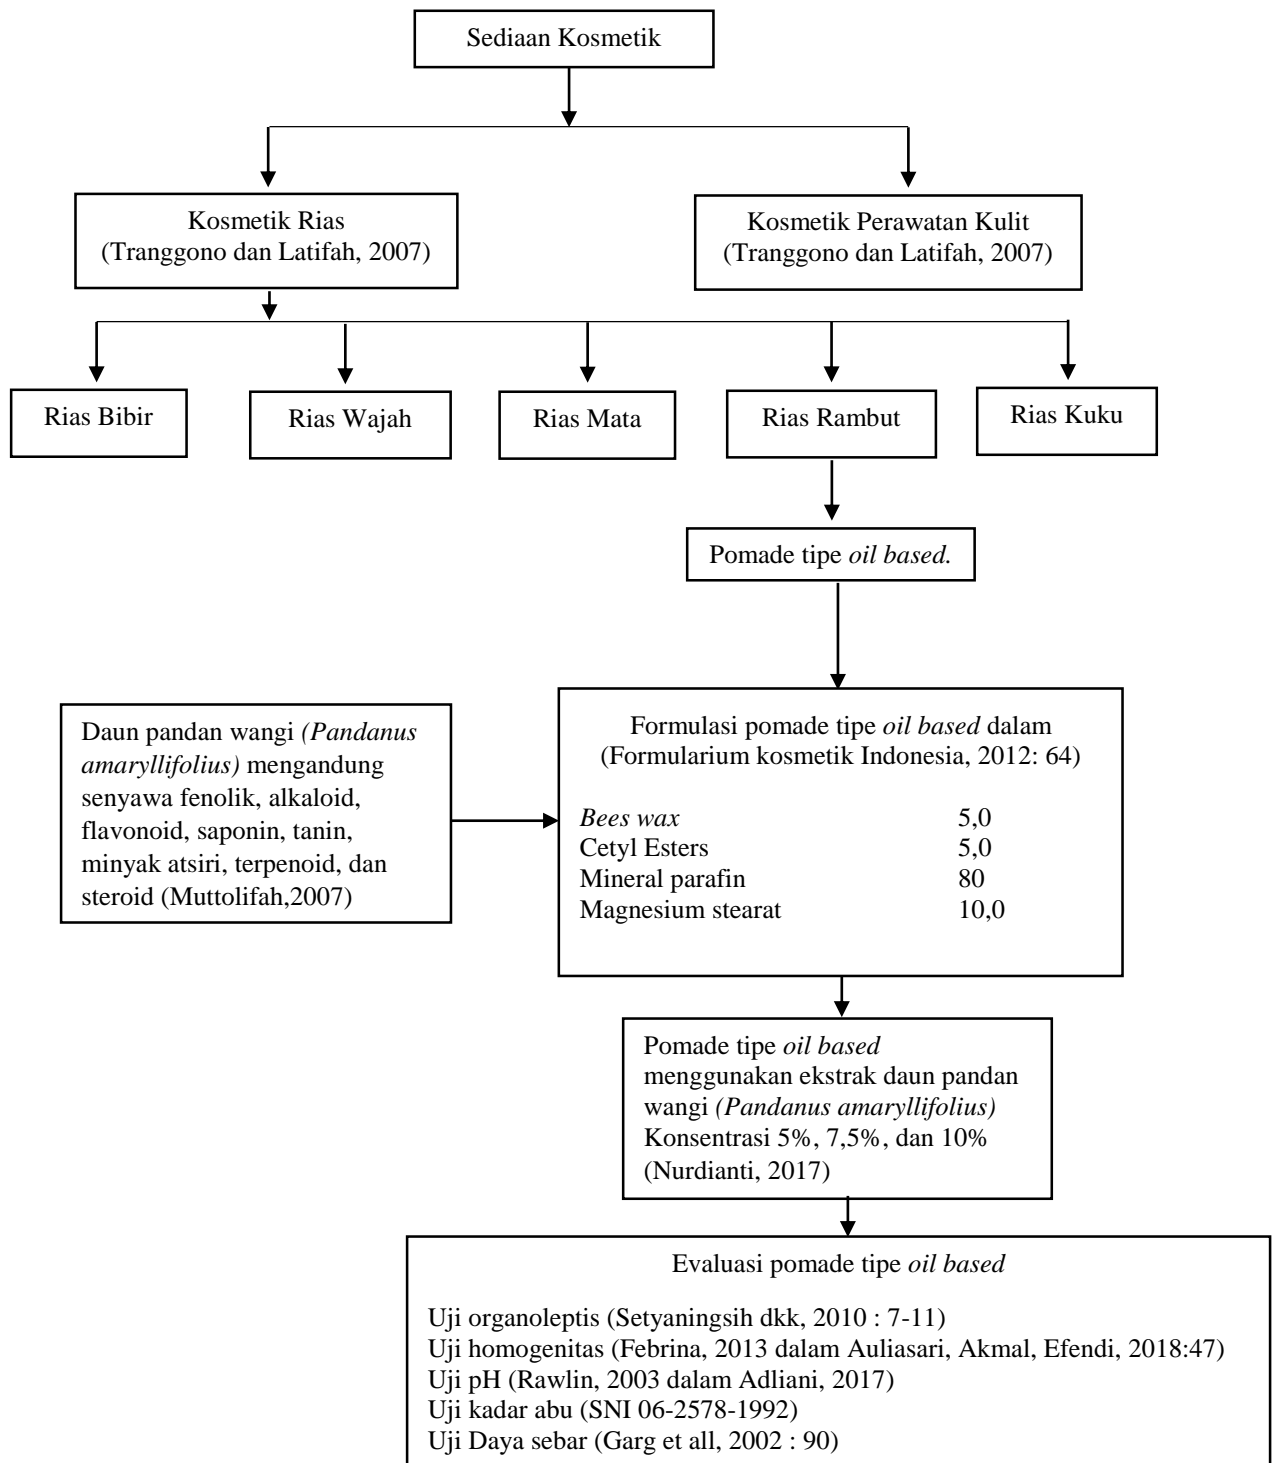 Sediaan Kosmetik
Kosmetik Rias
(Tranggono dan Latifah, 2007)
Kosmetik Perawatan Kulit
(Tranggono dan Latifah, 2007)
Rias Bibir
Rias Wajah
Rias Mata
Rias Rambut
Rias Kuku
Pomade tipe oil based.
Daun pandan wangi (Pandanus
amaryllifolius) mengandung
senyawa fenolik, alkaloid,
flavonoid, saponin, tanin,
minyak atsiri, terpenoid, dan
steroid (Muttolifah,2007)
Formulasi pomade tipe oil based dalam
(Formularium kosmetik Indonesia, 2012: 64)
Bees wax 5,0
Cetyl Esters 5,0
Mineral parafin 80
Magnesium stearat 10,0
Pomade tipe oil based
menggunakan ekstrak daun pandan
wangi (Pandanus amaryllifolius)
Konsentrasi 5%, 7,5%, dan 10%
(Nurdianti, 2017)
Evaluasi pomade tipe oil based
Uji organoleptis (Setyaningsih dkk, 2010 : 7-11)
Uji homogenitas (Febrina, 2013 dalam Auliasari, Akmal, Efendi, 2018:47)
Uji pH (Rawlin, 2003 dalam Adliani, 2017)
Uji kadar abu (SNI 06-2578-1992)
Uji Daya sebar (Garg et all, 2002 : 90)